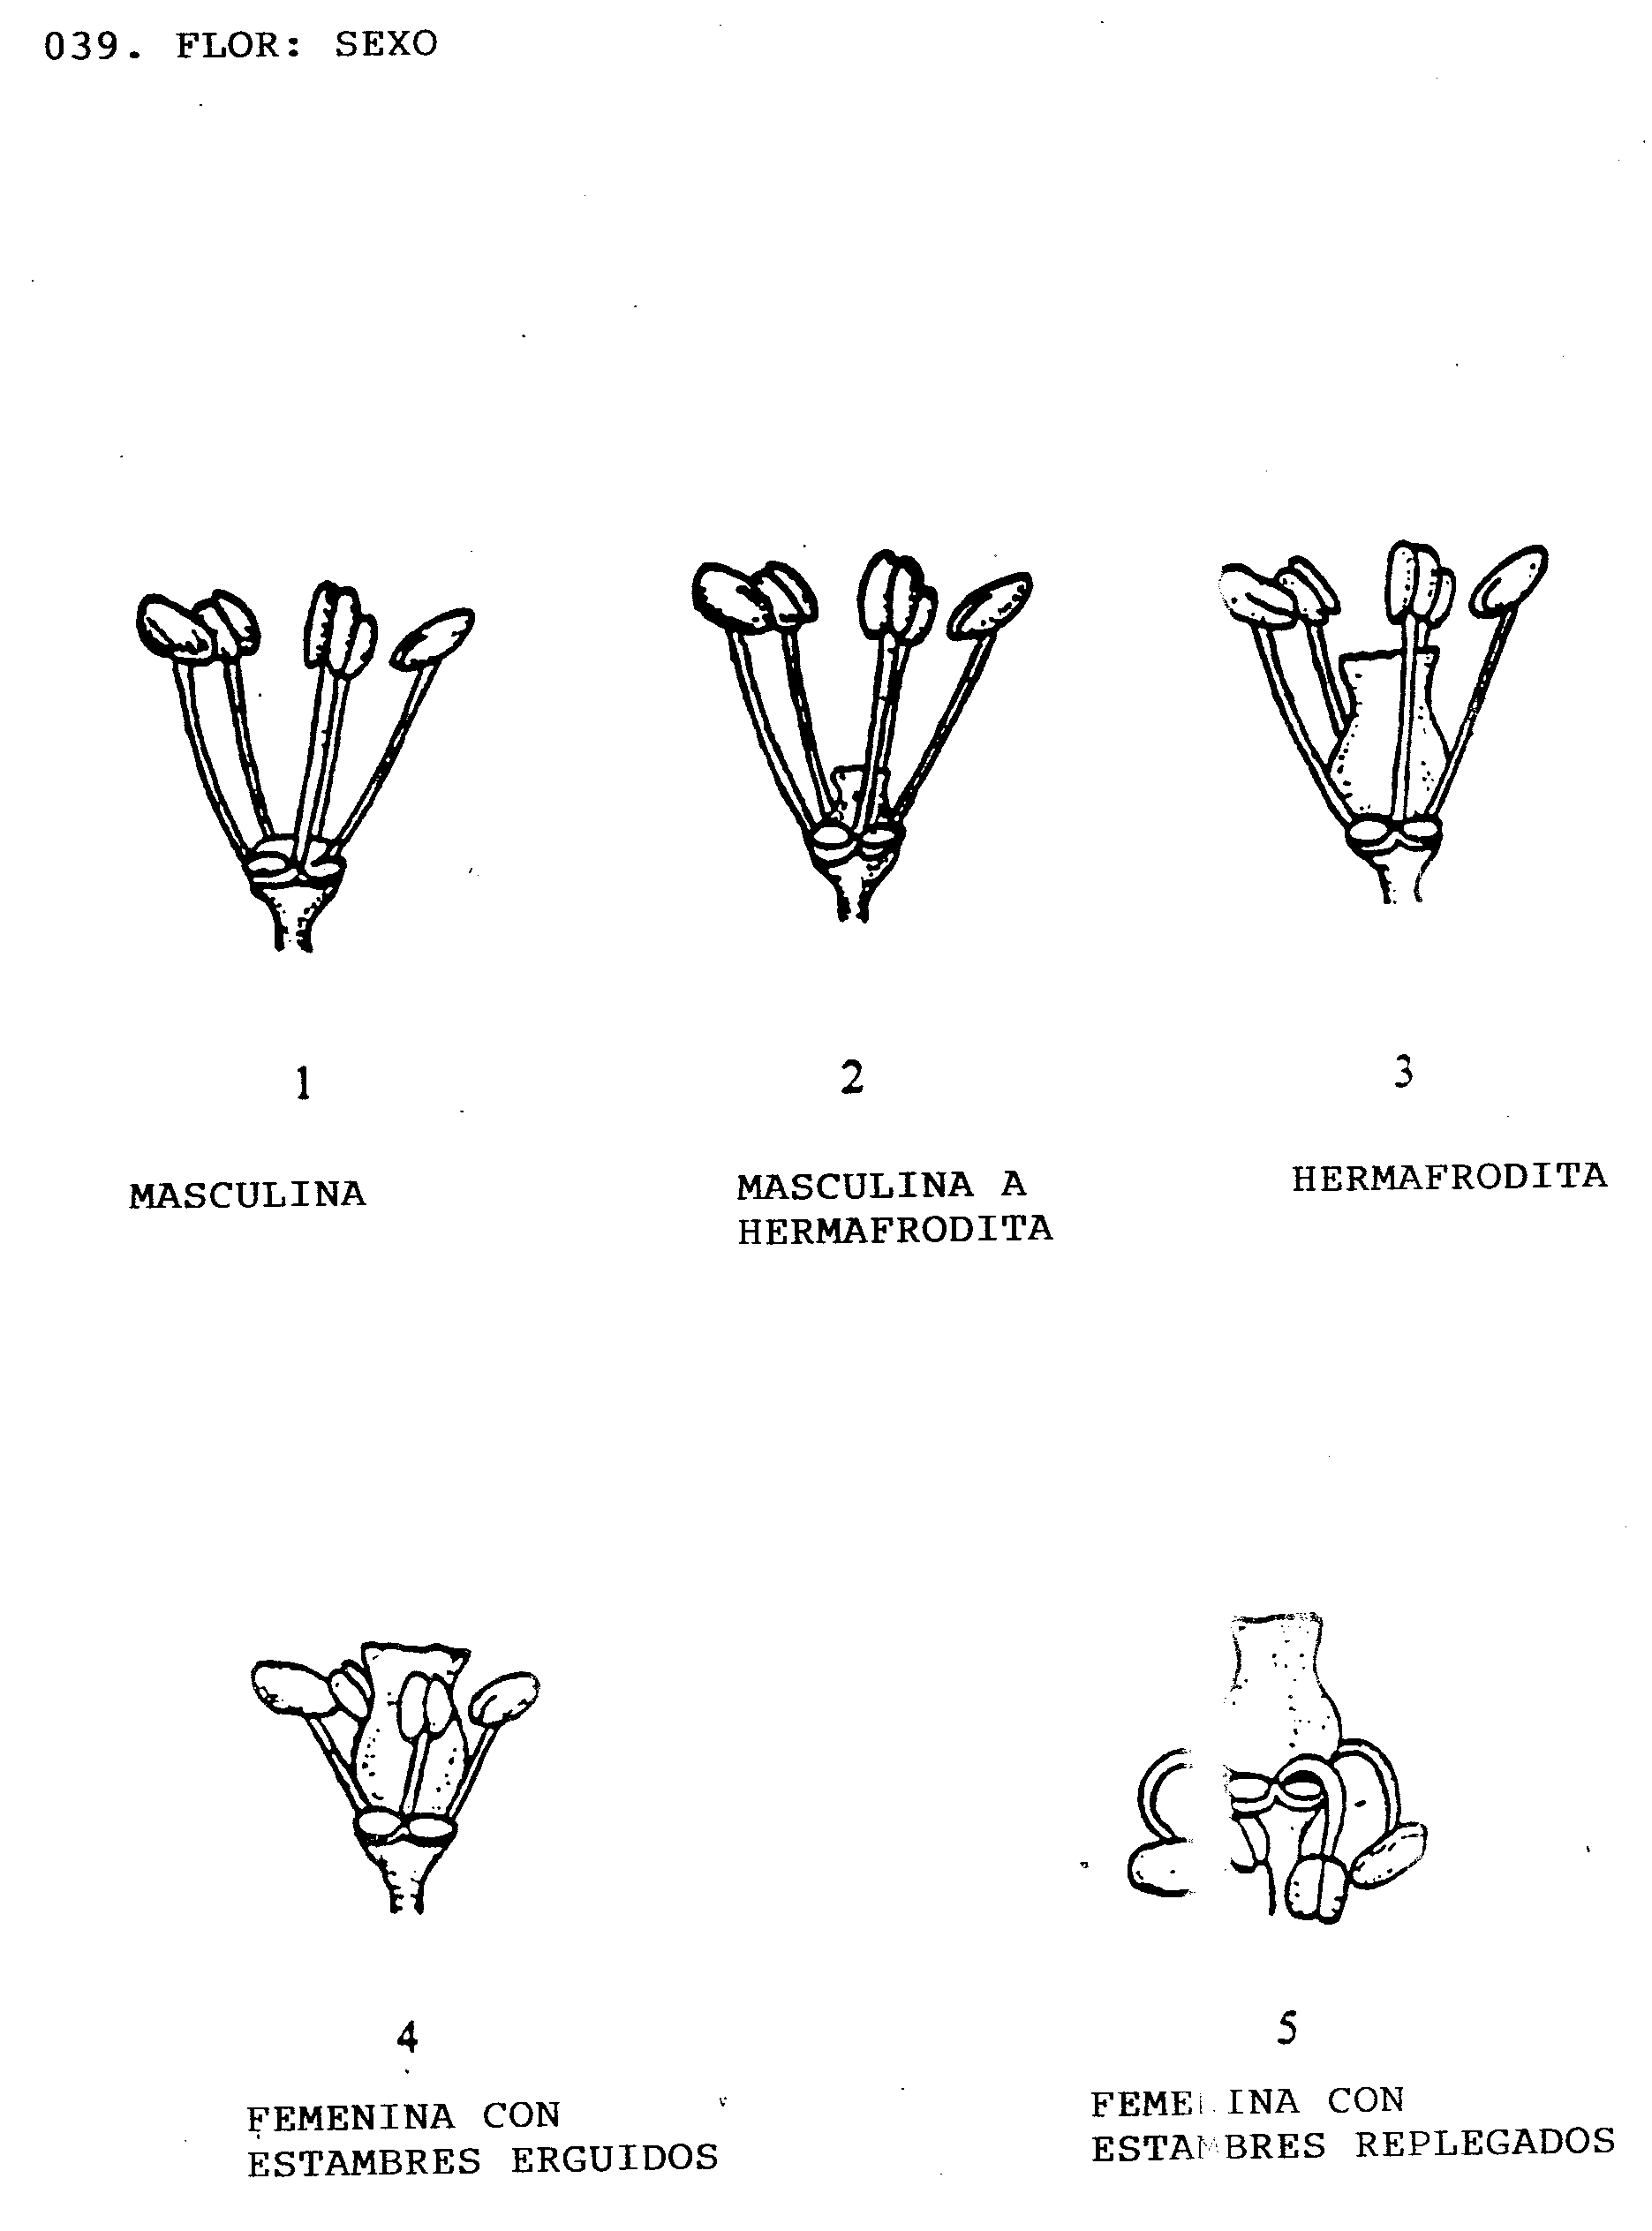 039. FLOR: SEXO
1
2
3
MASCULINA
MASCULINA A
HERMAFRODITA
HERMAFRODITA
4
5
FEMENINA CON
ESTAMBRES ERGUIDOS
FEMENINA CON
ESTAMBRES REPLEGADOS